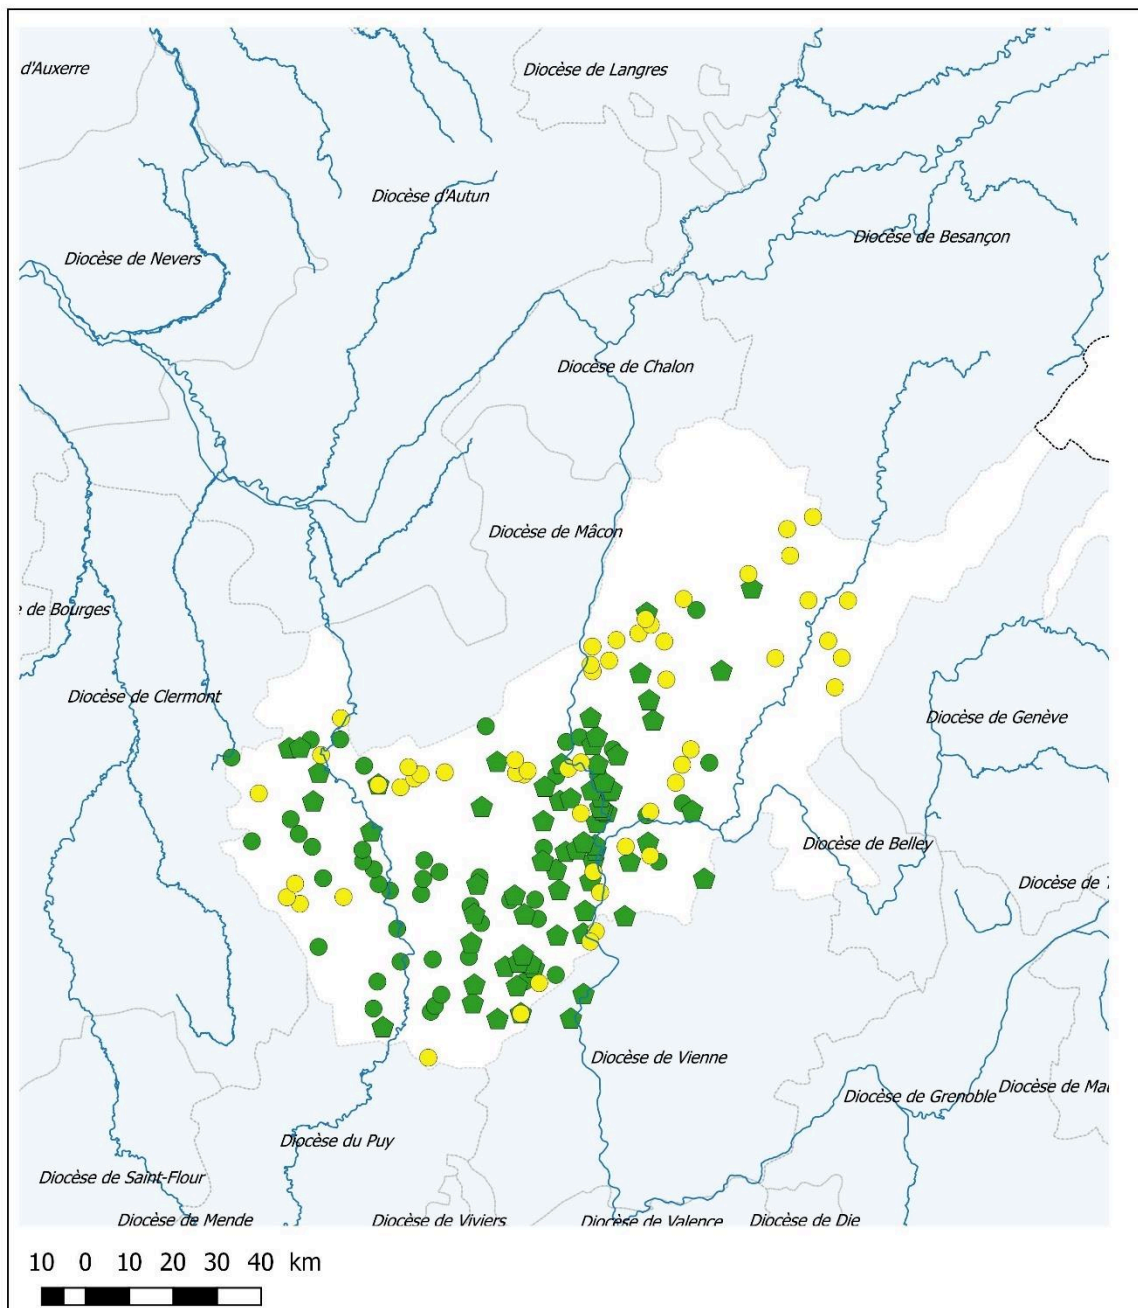 d'Auxerre
Diocèse de Langres
Diocèse d'Autun
Diocèse de Besançon
Diocèse de Nevers
Diocèse de Chalon
Diocèse de Mâcon
de Bourges
Diocèse de Clermont
Diocèse de Genève
Diocèse de Belley
Diocèse de
Diocèse de Vienne
Diocèse de Grenoble
Diocèse de Mau
Diocèse du Puy
Diocèse de Saint-Flour
Diocèse de Mende
Diocèse de Viviers
Diocèse de Valence
Diocèse de Die
10 0 10 20 30 40 km